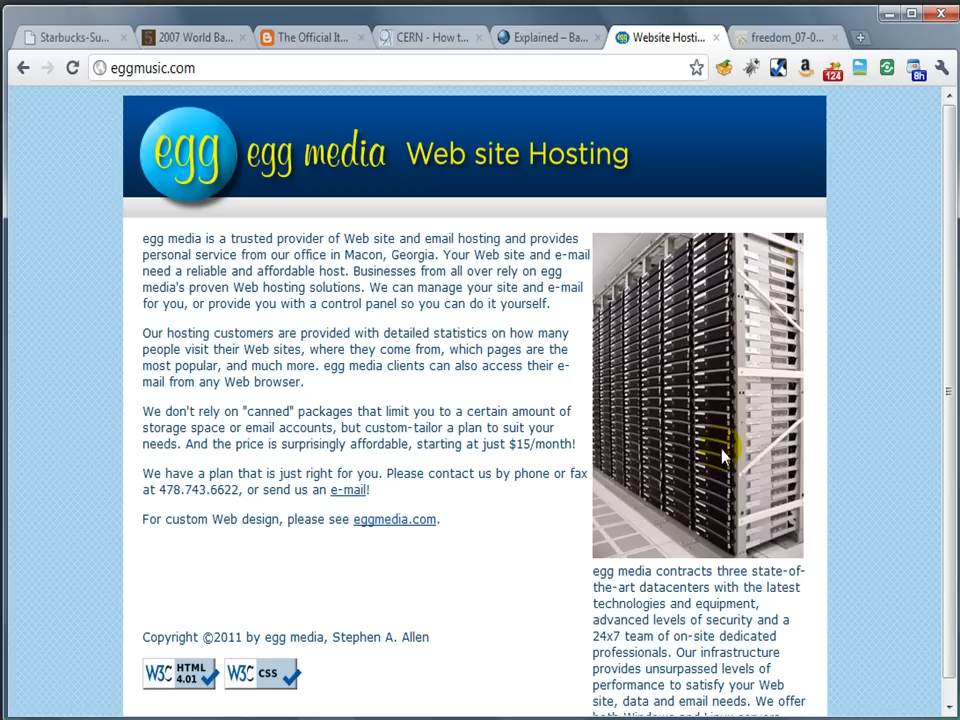 Starbucks-Su...
2007 World Ba...
The Official It...
CERN - How t...
Explained – Ba...
Website Hosti...
freedom_07-0...
eggmusic.com
124
8h
egg
egg media Web site Hosting
egg media is a trusted provider of Web site and email hosting and provides
personal service from our office in Macon, Georgia. Your Web site and e-mail
need a reliable and affordable host. Businesses from all over rely on egg
media's proven Web hosting solutions. We can manage your site and e-mail
for you, or provide you with a control panel so you can do it yourself.
Our hosting customers are provided with detailed statistics on how many
people visit their Web sites, where they come from, which pages are the
most popular, and much more. egg media clients can also access their e-
mail from any Web browser.
We don't rely on "canned" packages that limit you to a certain amount of
storage space or email accounts, but custom-tailor a plan to suit your
needs. And the price is surprisingly affordable, starting at just $15/month!
We have a plan that is just right for you. Please contact us by phone or fax
at 478.743.6622, or send us an e-mail!
For custom Web design, please see eggmedia.com.
Copyright ©2011 by egg media, Stephen A. Allen
W3C HTML 4.01
W3C CSS
egg media contracts three state-of-
the-art datacenters with the latest
technologies and equipment,
advanced levels of security and a
24x7 team of on-site dedicated
professionals. Our infrastructure
provides unsurpassed levels of
performance to satisfy your Web
site, data and email needs. We offer
both Windows and Linux servers